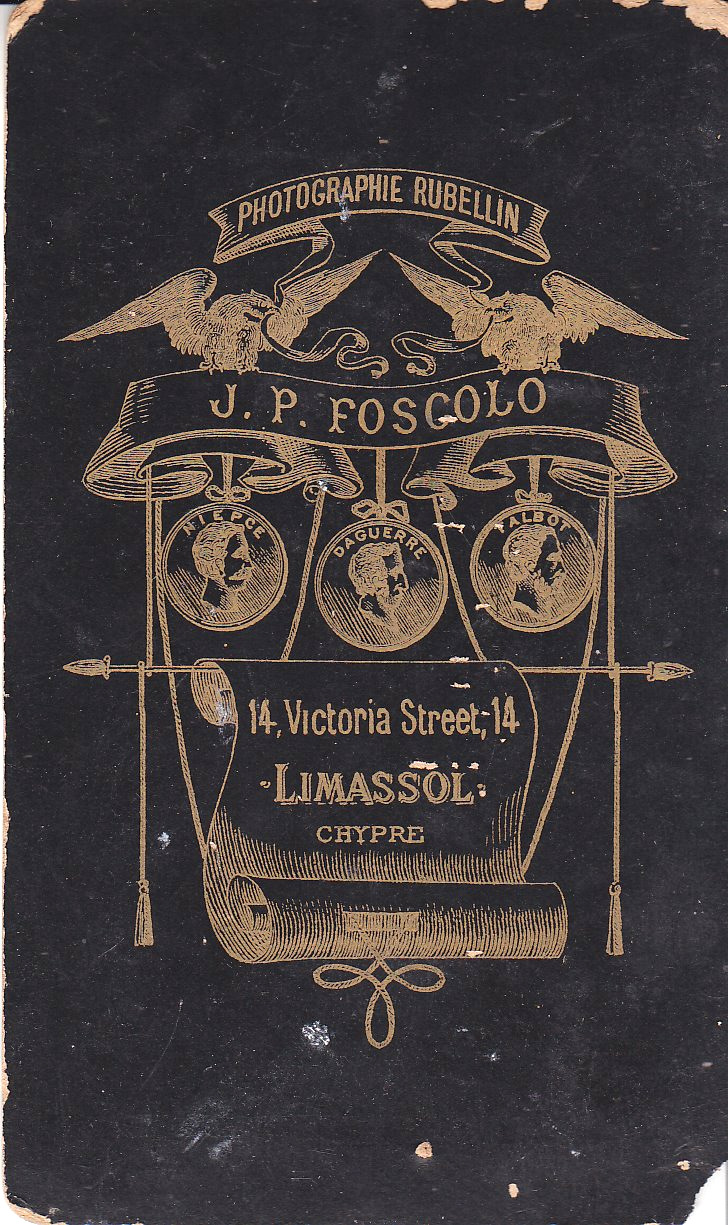 PHOTOGRAPHIE RUBELLIN
J. P. FOSCOLO
NIEPCE
DAGUERRE
TALBOT
14, Victoria Street, 14
LIMASSOL
CHYPRE